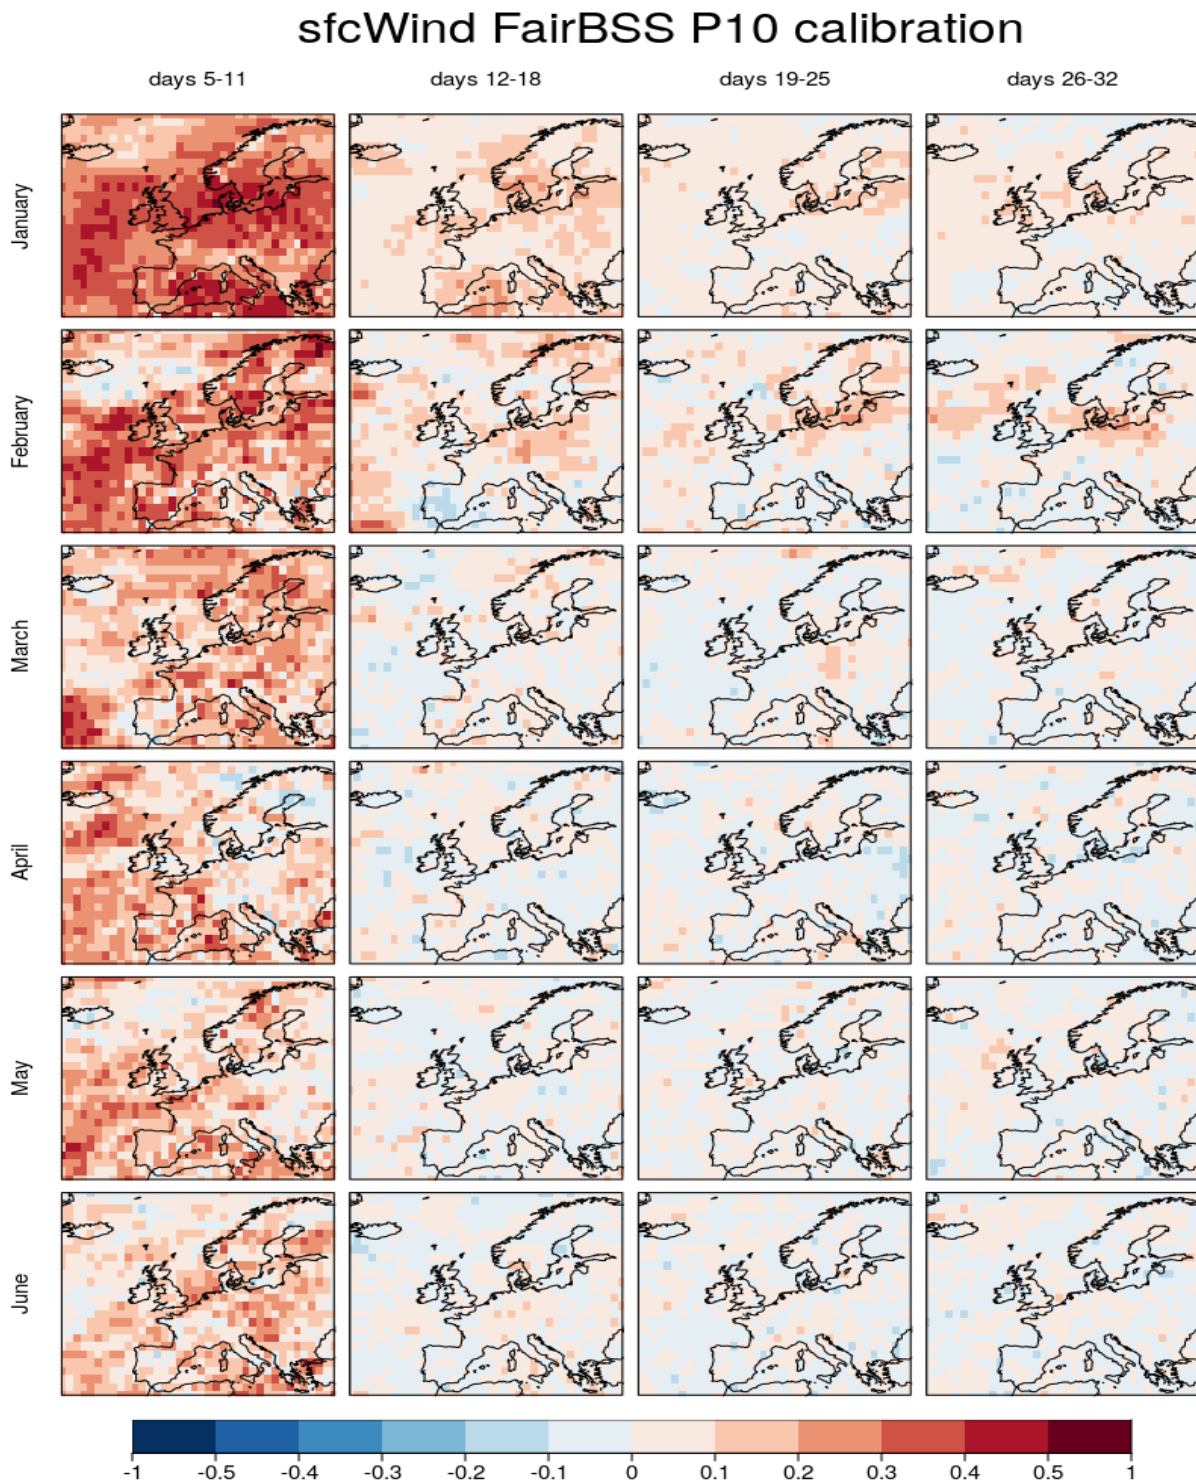 sfcWind FairBSS P10 calibration
days 5-11 days 12-18 days 19-25 days 26-32
January
February
March
April
May
June
-1 -0.5 -0.4 -0.3 -0.2 -0.1 0 0.1 0.2 0.3 0.4 0.5 1